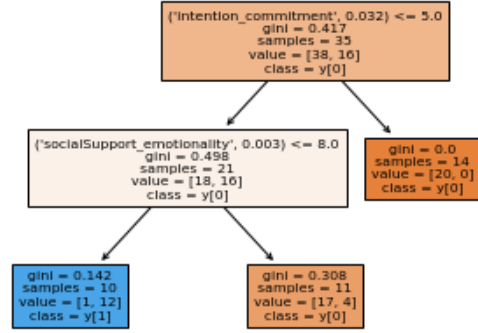 ('intention_commitment', 0.032) <= 5.0
gini = 0.417
samples = 35
value = [38, 16]
class = y[0]
('socialSupport_emotionality', 0.003) <= 8.0
gini = 0.498
samples = 21
value = [18, 16]
class = y[0]
gini = 0.0
samples = 14
value = [20, 0]
class = y[0]
gini = 0.142
samples = 10
value = [1, 12]
class = y[1]
gini = 0.308
samples = 11
value = [17, 4]
class = y[0]